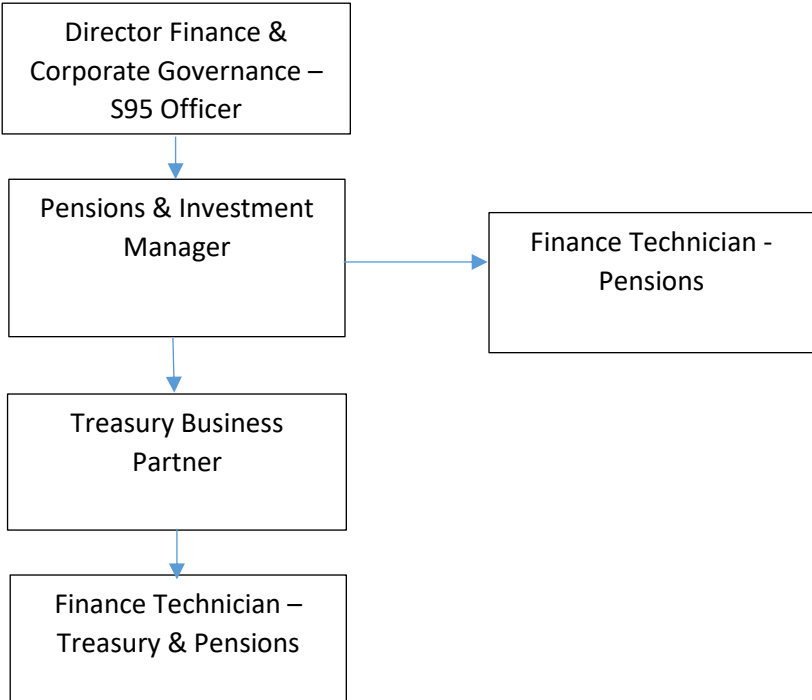 Director Finance &
Corporate Governance –
S95 Officer
Pensions & Investment
Manager
Finance Technician -
Pensions
Treasury Business
Partner
Finance Technician –
Treasury & Pensions